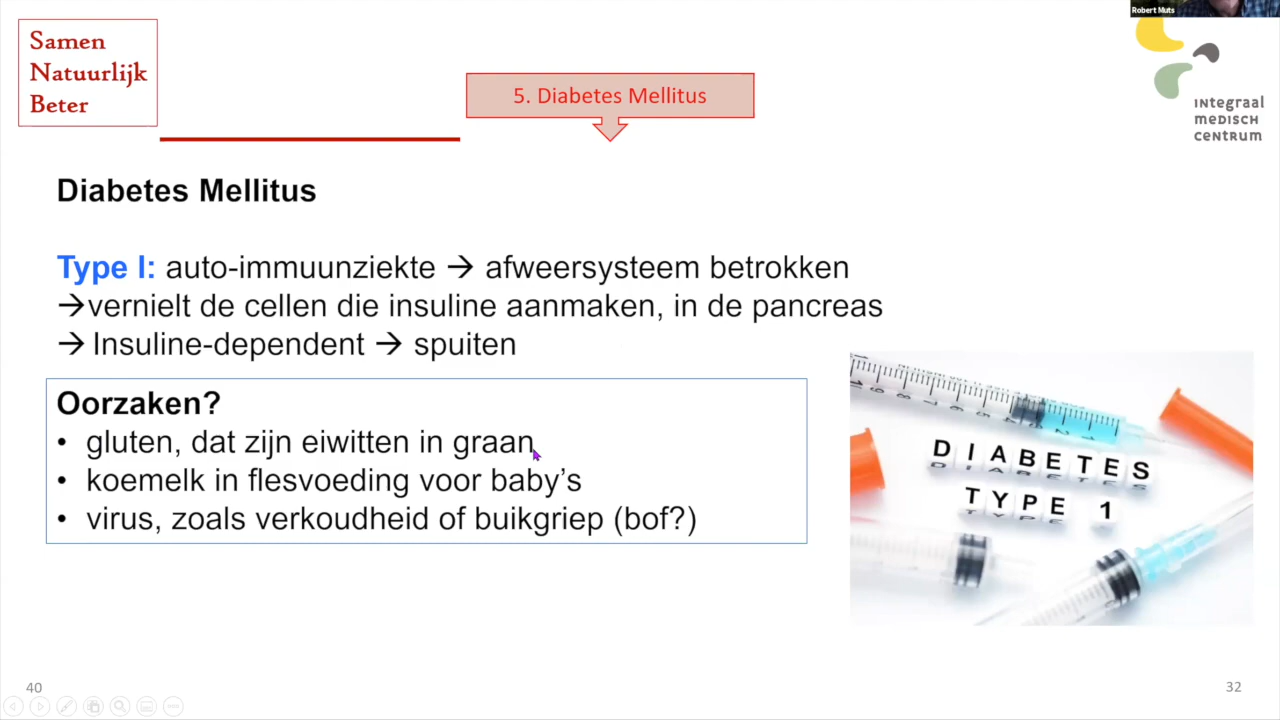 Robert Muts
Samen
Natuurlijk
Beter
5. Diabetes Mellitus
INTEGRAAL
MEDISCH
CENTRUM
Diabetes Mellitus
Type I: auto-immuunziekte → afweersysteem betrokken
→vernielt de cellen die insuline aanmaken, in de pancreas
→ Insuline-dependent → spuiten
Oorzaken?
• gluten, dat zijn eiwitten in graan
• koemelk in flesvoeding voor baby's
• virus, zoals verkoudheid of buikgriep (bof?)
DIABETES
TYPE 1
40
32